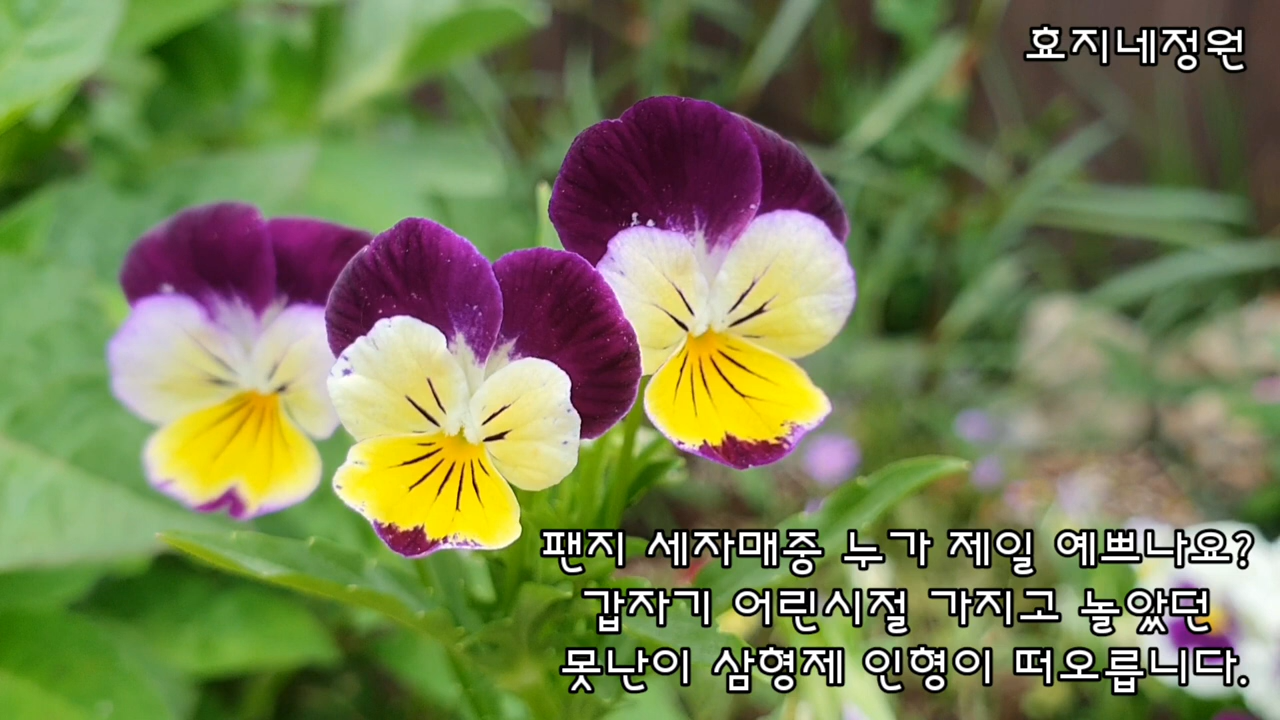 효지네정원
팬지 세자매중 누가 제일 예쁘나요?
갑자기 어린시절 가지고 놀았던
못난이 삼형제 인형이 떠오릅니다.